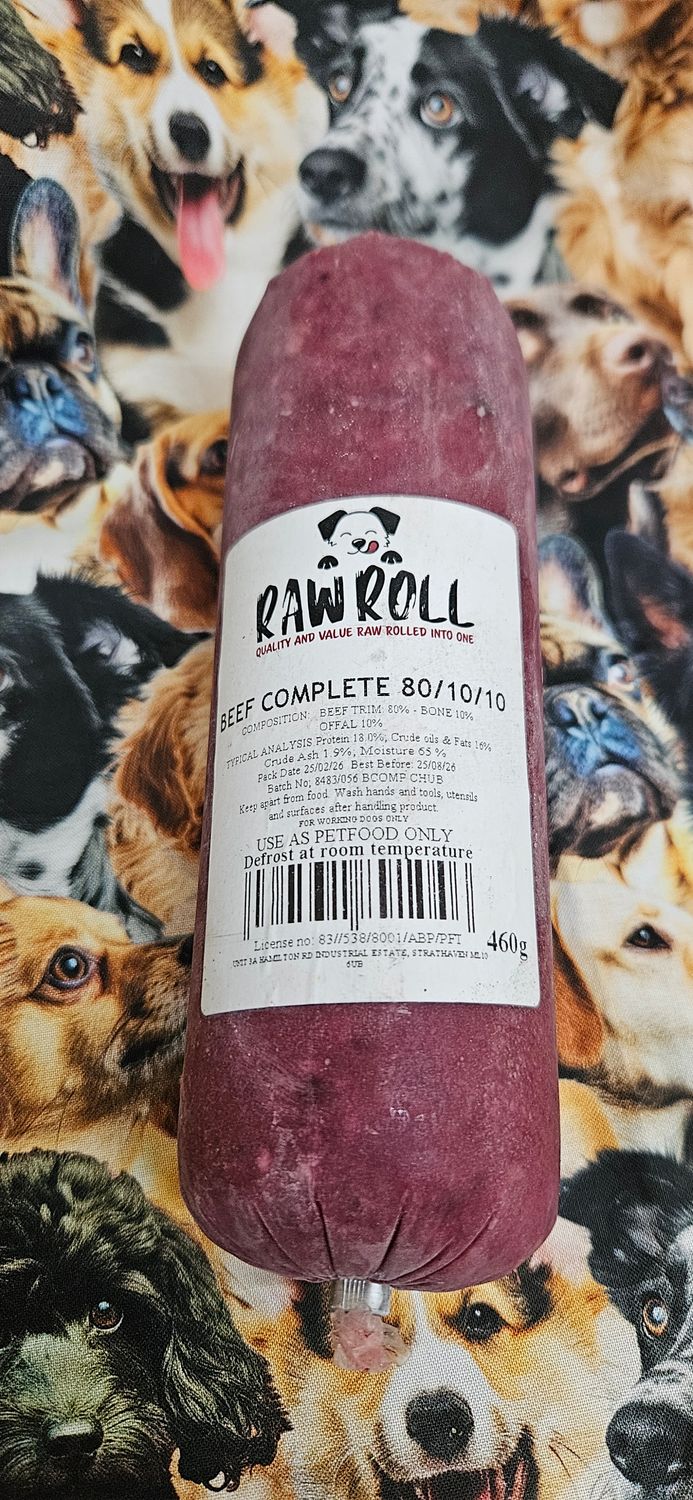 RAW ROLL
QUALITY AND VALUE RAW ROLLED INTO ONE
BEEF COMPLETE 80/10/10
COMPOSITION: BEEF TRIM: 80% - BONE 10%
OFFAL 10%
TYPICAL ANALYSIS Protein 18.0%; Crude oils & Fats 16%
Crude Ash 1.9%; Moisture 65 %
Pack Date 25/02/26 Best Before: 25/08/26
Batch No; 8483/056 BCOMP CHUB
Keep apart from food. Wash hands and tools, utensils
and surfaces after handling product.
FOR WORKING DOGS ONLY
USE AS PETFOOD ONLY
Defrost at room temperature
License no: 83//538/8001/ABP/PFT
460g
UNIT 3A HAMILTON RD INDUSTRIAL ESTATE, STRATHAVEN ML10
6UB